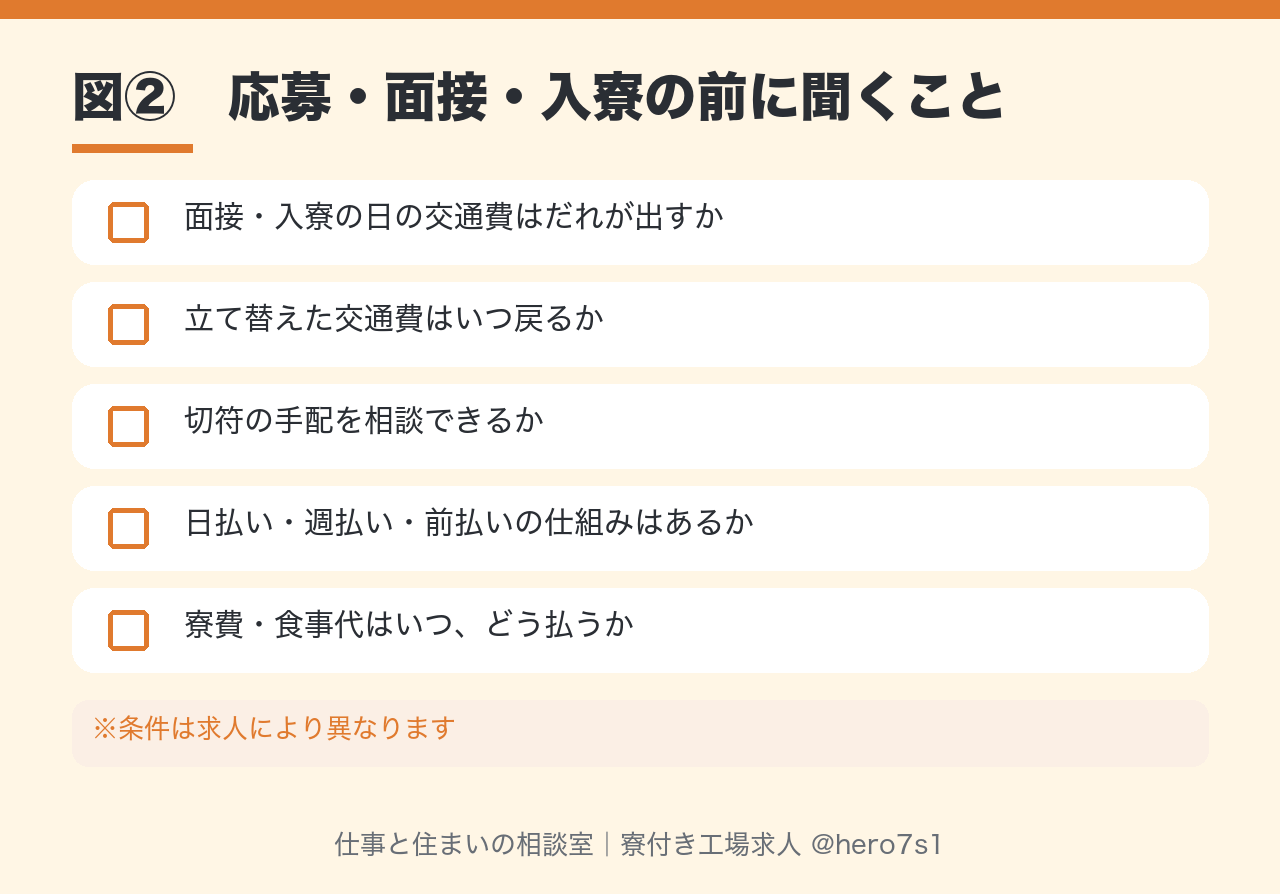 図②　応募・面接・入寮の前に聞くこと
面接・入寮の日の交通費はだれが出すか
立て替えた交通費はいつ戻るか
切符の手配を相談できるか
日払い・週払い・前払いの仕組みはあるか
寮費・食事代はいつ、どう払うか
※条件は求人により異なります
仕事と住まいの相談室｜寮付き工場求人 @hero7s1